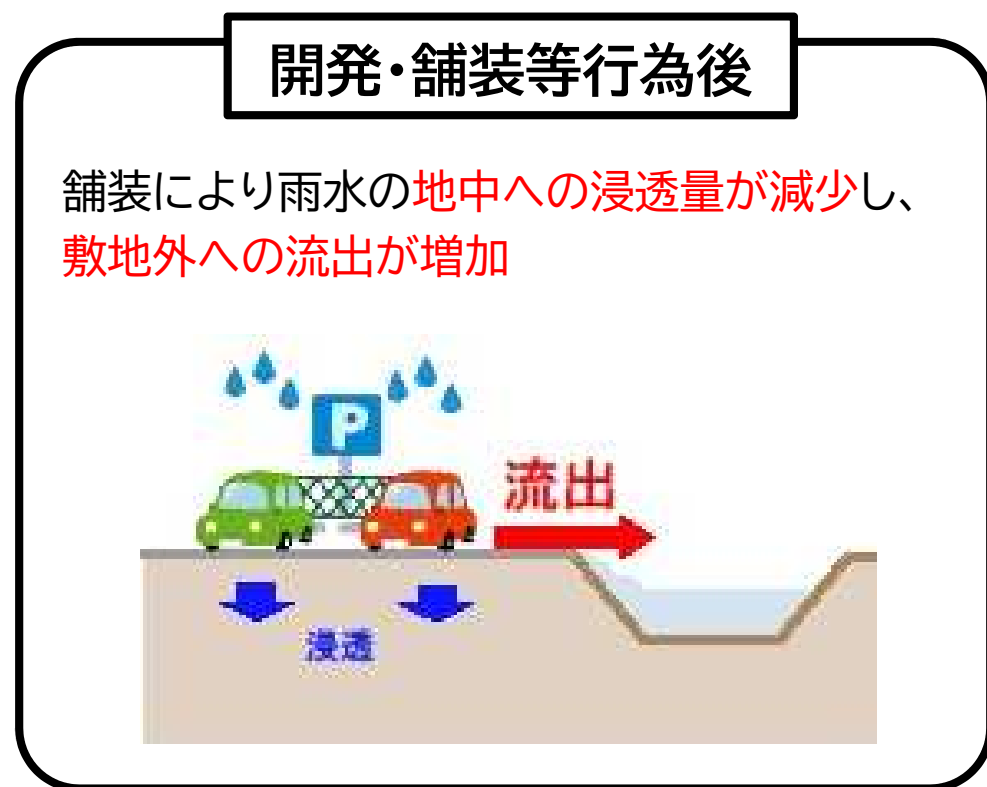 開発・舗装等行為後
舗装により雨水の地中への浸透量が減少し、
敷地外への流出が増加
P
流出
浸透